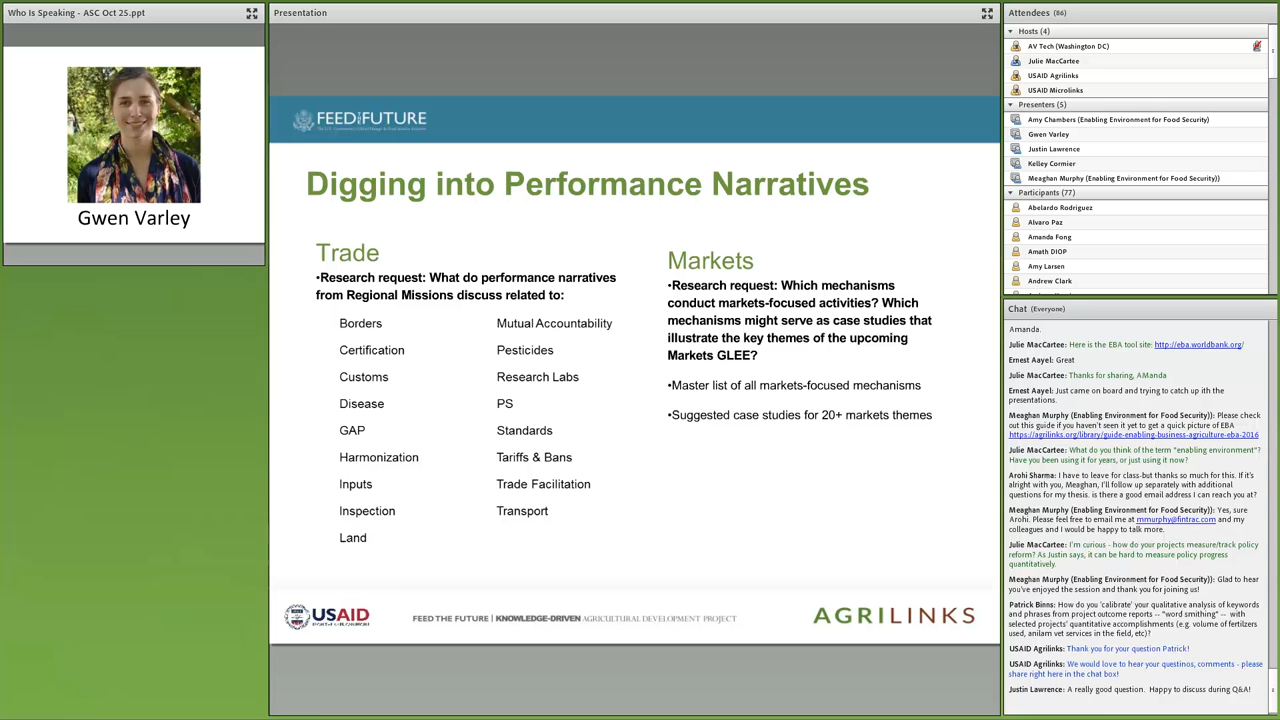 Who Is Speaking - ASC Oct 25.ppt
Gwen Varley
Presentation
FEED THE FUTURE
Digging into Performance Narratives
Trade
•Research request: What do performance narratives
from Regional Missions discuss related to:
Borders
Certification
Customs
Disease
GAP
Harmonization
Inputs
Inspection
Land
Mutual Accountability
Pesticides
Research Labs
PS
Standards
Tariffs & Bans
Trade Facilitation
Transport
Markets
•Research request: Which mechanisms
conduct markets-focused activities? Which
mechanisms might serve as case studies that
illustrate the key themes of the upcoming
Markets GLEE?
•Master list of all markets-focused mechanisms
•Suggested case studies for 20+ markets themes
USAID
FEED THE FUTURE | KNOWLEDGE-DRIVEN AGRICULTURAL DEVELOPMENT PROJECT
AGRILINKS
Attendees (86)
Hosts (4)
AV Tech (Washington DC)
Julie MacCartee
USAID Agrilinks
USAID Microlinks
Presenters (5)
Amy Chambers (Enabling Environment for Food Security)
Gwen Varley
Justin Lawrence
Kelley Cormier
Meaghan Murphy (Enabling Environment for Food Security))
Participants (77)
Abelardo Rodriguez
Alvaro Paz
Amanda Fong
Amath DIOP
Amy Larsen
Andrew Clark
Chat (Everyone)
Amanda.
Julie MacCartee: Here is the EBA tool site: http://eba.worldbank.org/
Ernest Aayel: Great
Julie MacCartee: Thanks for sharing, AManda
Ernest Aayel: Just came on board and trying to catch up ith the
presentations.
Meaghan Murphy (Enabling Environment for Food Security)): Please check
out this guide if you haven't seen it yet to get a quick picture of EBA
https://agrilinks.org/library/guide-enabling-business-agriculture-eba-2016
Julie MacCartee: What do you think of the term "enabling environment"?
Have you been using it for years, or just using it now?
Arohi Sharma: I have to leave for class-but thanks so much for this. If it's
alright with you, Meaghan, I'll follow up separately with additional
questions for my thesis. is there a good email address I can reach you at?
Meaghan Murphy (Enabling Environment for Food Security)): Yes, sure
Arohi. Please feel free to email me at mmurphy@fintrac.com and my
colleagues and I would be happy to talk more.
Julie MacCartee: I'm curious - how do your projects measure/track policy
reform? As Justin says, it can be hard to measure policy progress
quantitatively.
Meaghan Murphy (Enabling Environment for Food Security)): Glad to hear
you've enjoyed the session and thank you for joining us!
Patrick Binns: How do you 'calibrate' your qualitative analysis of keywords
and phrases from project outcome reports -- "word smithing" -- with
selected projects' quantitative accomplishments (e.g. volume of fertilzers
used, anilam vet services in the field, etc)?
USAID Agrilinks: Thank you for your question Patrick!
USAID Agrilinks: We would love to hear your questinos, comments - please
share right here in the chat box!
Justin Lawrence: A really good question. Happy to discuss during Q&A!